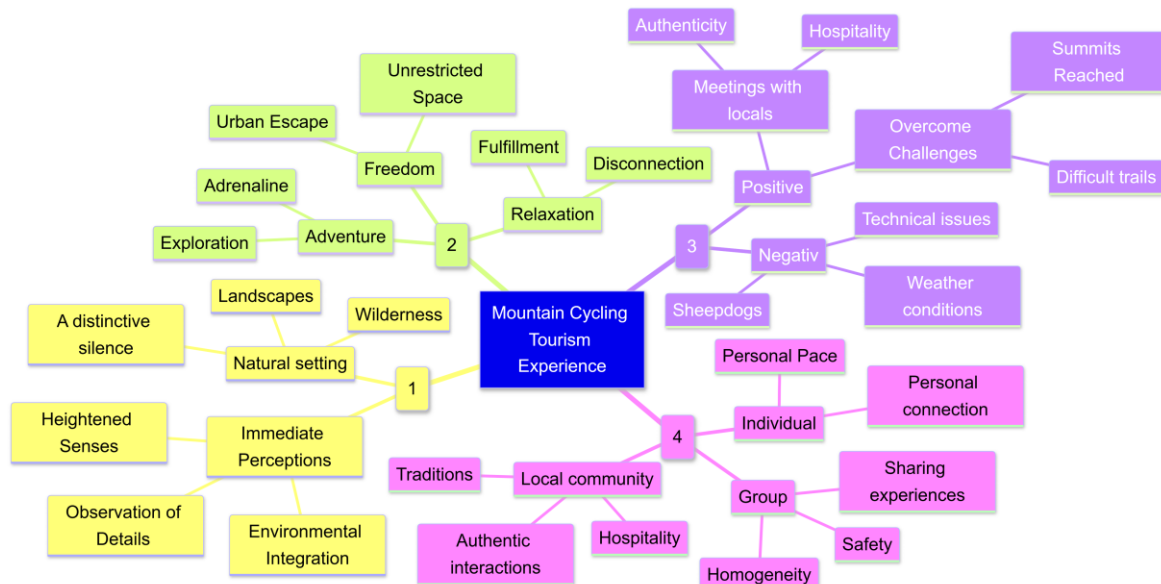 Mountain Cycling
Tourism
Experience
1
Natural setting
Landscapes
Wilderness
A distinctive
silence
Immediate
Perceptions
Heightened
Senses
Observation of
Details
Environmental
Integration
2
Freedom
Unrestricted
Space
Urban Escape
Relaxation
Fulfillment
Disconnection
Adventure
Adrenaline
Exploration
3
Positive
Meetings with
locals
Authenticity
Hospitality
Overcome
Challenges
Summits
Reached
Difficult trails
Negativ
Technical issues
Weather
conditions
Sheepdogs
4
Individual
Personal Pace
Personal
connection
Group
Sharing
experiences
Safety
Homogeneity
Local community
Traditions
Authentic
interactions
Hospitality